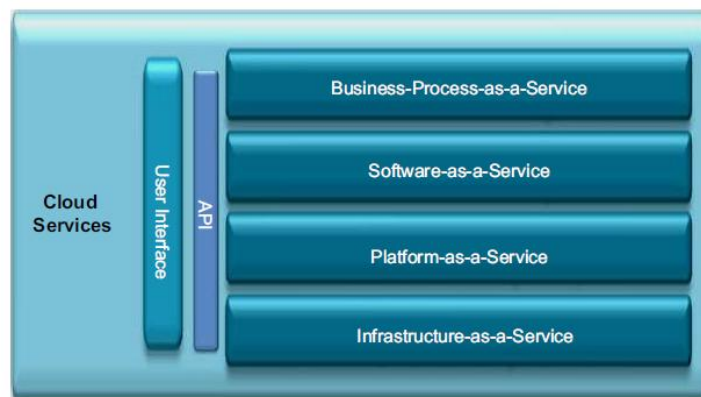 Cloud
Services
User Interface
API
Business-Process-as-a-Service
Software-as-a-Service
Platform-as-a-Service
Infrastructure-as-a-Service